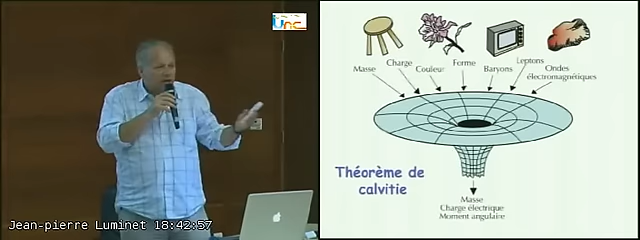 Unc
Masse
Charge
Couleur
Forme
Baryons
Leptons
Ondes
électromagnétiques
Théorème de
calvitie
Masse
Charge électrique
Moment angulaire
Jean-pierre Luminet 18:42:57